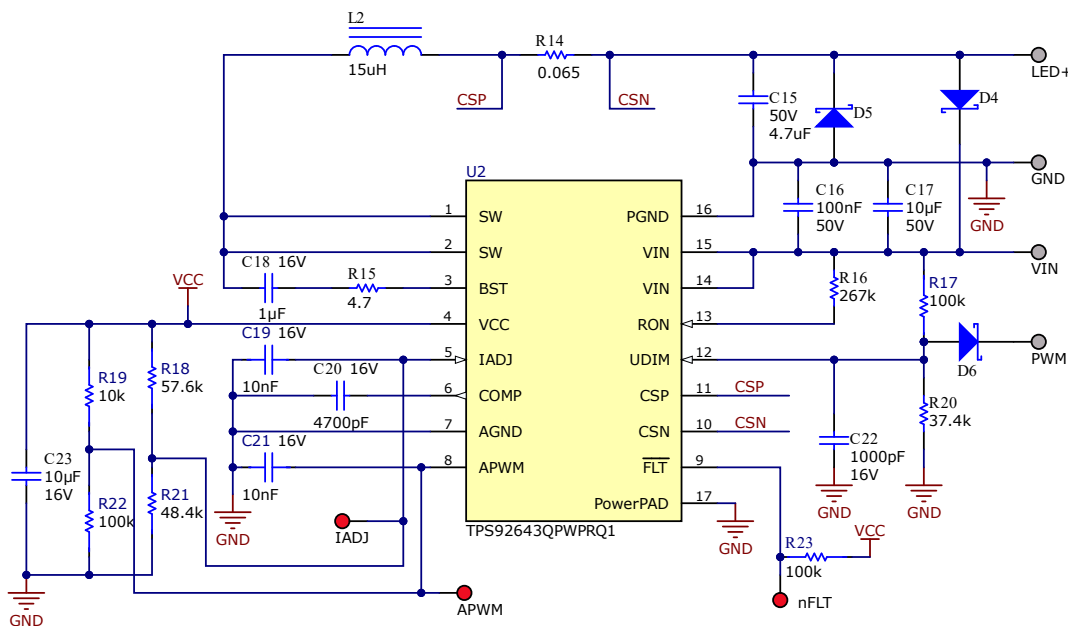 L2
15uH
R14
0.065
CSP
CSN
LED+
C15
50V
4.7uF
D5
D4
GND
U2
C16
100nF
50V
C17
10µF
50V
GND
1 SW
2 SW
3 BST
4 VCC
5 IADJ
6 COMP
7 AGND
8 APWM
PGND 16
VIN 15
VIN 14
RON 13
UDIM 12
CSP 11
CSN 10
FLT 9
PowerPAD 17
TPS92643QPWPRQ1
VIN
C18 16V
1µF
R15
4.7
VCC
C19 16V
10nF
C20 16V
4700pF
C21 16V
10nF
GND
R16
267k
R17
100k
D6
PWM
CSP
CSN
R20
37.4k
C22
1000pF
16V
GND
GND
R19
10k
R18
57.6k
C23
10µF
16V
R22
100k
R21
48.4k
GND
IADJ
APWM
GND
R23
100k
VCC
nFLT